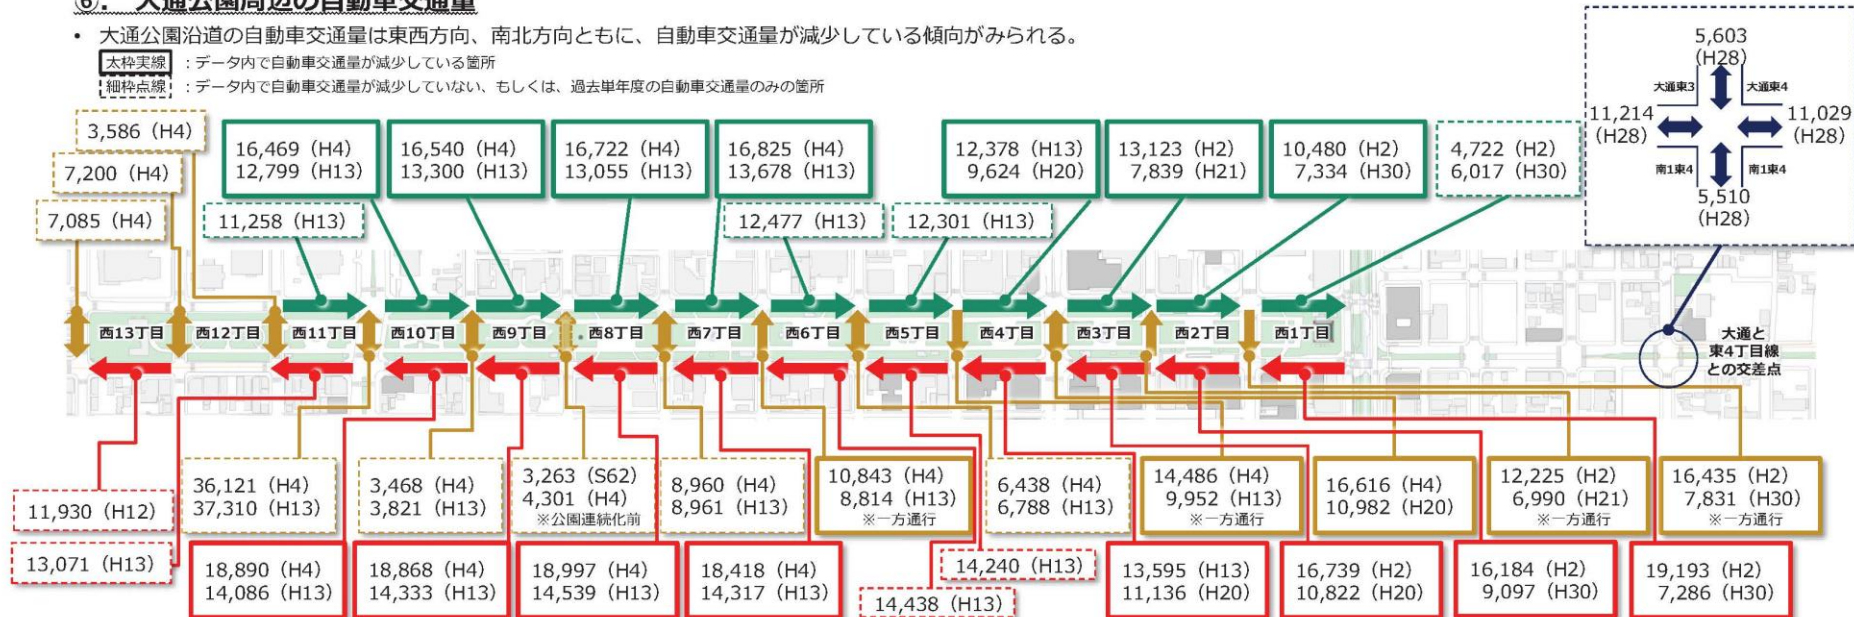 ⑥. 大通公園周辺の自動車交通量
• 大通公園沿道の自動車交通量は東西方向、南北方向ともに、自動車交通量が減少している傾向がみられる。
太枠実線 ：データ内で自動車交通量が減少している箇所
細枠点線 ：データ内で自動車交通量が減少していない、もしくは、過去単年度の自動車交通量のみの箇所
5,603
(H28)
大通東3 大通東4
11,214
(H28)
11,029
(H28)
南1東4 南1東4
5,510
(H28)
3,586（H4）
7,200（H4）
7,085（H4）
16,469（H4）
12,799（H13）
16,540（H4）
13,300（H13）
16,722（H4）
13,055（H13）
16,825（H4）
13,678（H13）
12,378（H13）
9,624（H20）
13,123（H2）
7,839（H21）
10,480（H2）
7,334（H30）
4,722（H2）
6,017（H30）
11,258（H13）
12,477（H13）
12,301（H13）
西13丁目 西12丁目 西11丁目 西10丁目 西9丁目 西8丁目 西7丁目 西6丁目 西5丁目 西4丁目 西3丁目 西2丁目 西1丁目
大通と
東4丁目線
との交差点
36,121（H4）
37,310（H13）
3,468（H4）
3,821（H13）
3,263（S62）
4,301（H4）
※公園連続化前
8,960（H4）
8,961（H13）
10,843（H4）
8,814（H13）
※一方通行
6,438（H4）
6,788（H13）
14,486（H4）
9,952（H13）
※一方通行
16,616（H4）
10,982（H20）
12,225（H2）
6,990（H21）
※一方通行
16,435（H2）
7,831（H30）
※一方通行
11,930（H12）
13,071（H13）
18,890（H4）
14,086（H13）
18,868（H4）
14,333（H13）
18,997（H4）
14,539（H13）
18,418（H4）
14,317（H13）
14,438（H13）
14,240（H13）
13,595（H13）
11,136（H20）
16,739（H2）
10,822（H20）
16,184（H2）
9,097（H30）
19,193（H2）
7,286（H30）